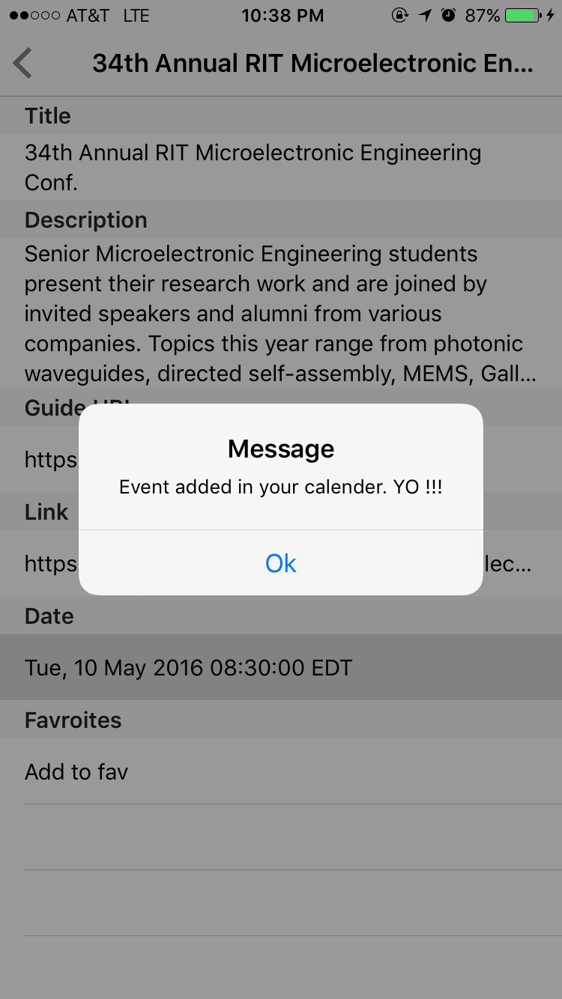 AT&T LTE 10:38 PM 87%
34th Annual RIT Microelectronic En...
Title
34th Annual RIT Microelectronic Engineering
Conf.
Description
Senior Microelectronic Engineering students
present their research work and are joined by
invited speakers and alumni from various
companies. Topics this year range from photonic
waveguides, directed self-assembly, MEMS, Gall...
Guide URL
https
Message
Event added in your calender. YO !!!
Link
https lec...
Ok
Date
Tue, 10 May 2016 08:30:00 EDT
Favroites
Add to fav